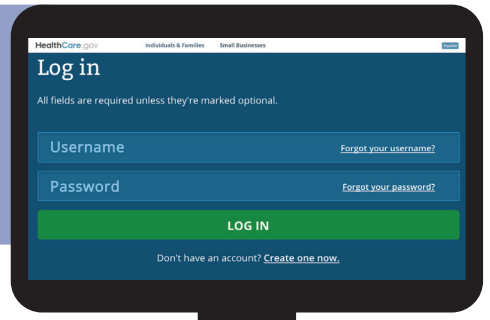 HealthCare.gov Individuals & Families Small Businesses Español
Log in
All fields are required unless they're marked optional.
Username Forgot your username?
Password Forgot your password?
LOG IN
Don't have an account? Create one now.